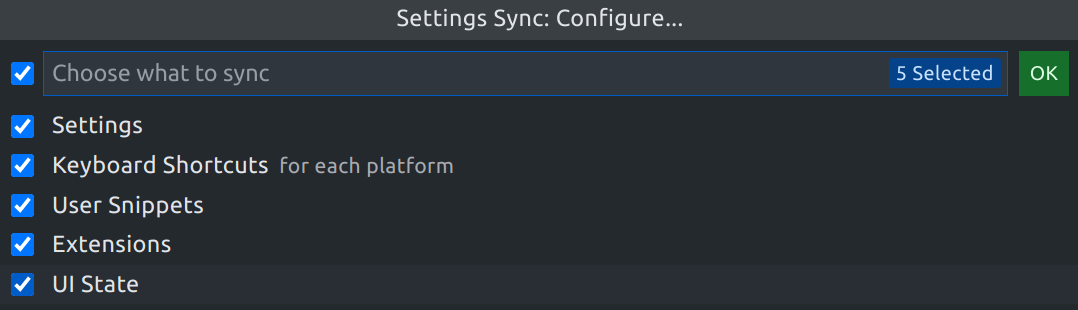 Settings Sync: Configure...
Choose what to sync 5 Selected OK
Settings
Keyboard Shortcuts for each platform
User Snippets
Extensions
UI State